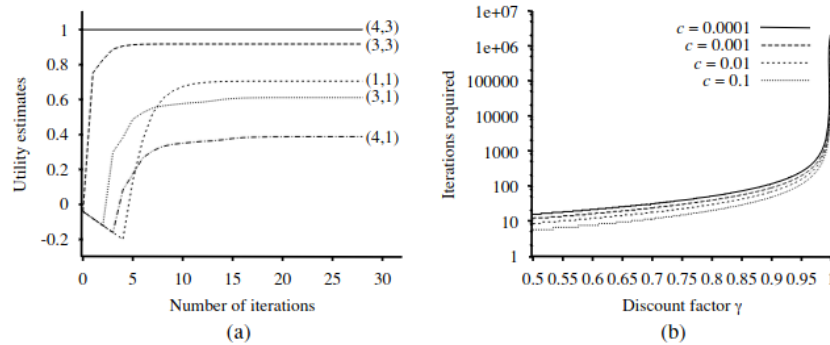 1
0.8
0.6
0.4
0.2
0
-0.2
Utility estimates
(4,3)
(3,3)
(1,1)
(3,1)
(4,1)
0 5 10 15 20 25 30
Number of iterations
(a)
1e+07
1e+06
100000
10000
1000
100
10
1
Iterations required
c = 0.0001
c = 0.001
c = 0.01
c = 0.1
0.5 0.55 0.6 0.65 0.7 0.75 0.8 0.85 0.9 0.95 1
Discount factor γ
(b)